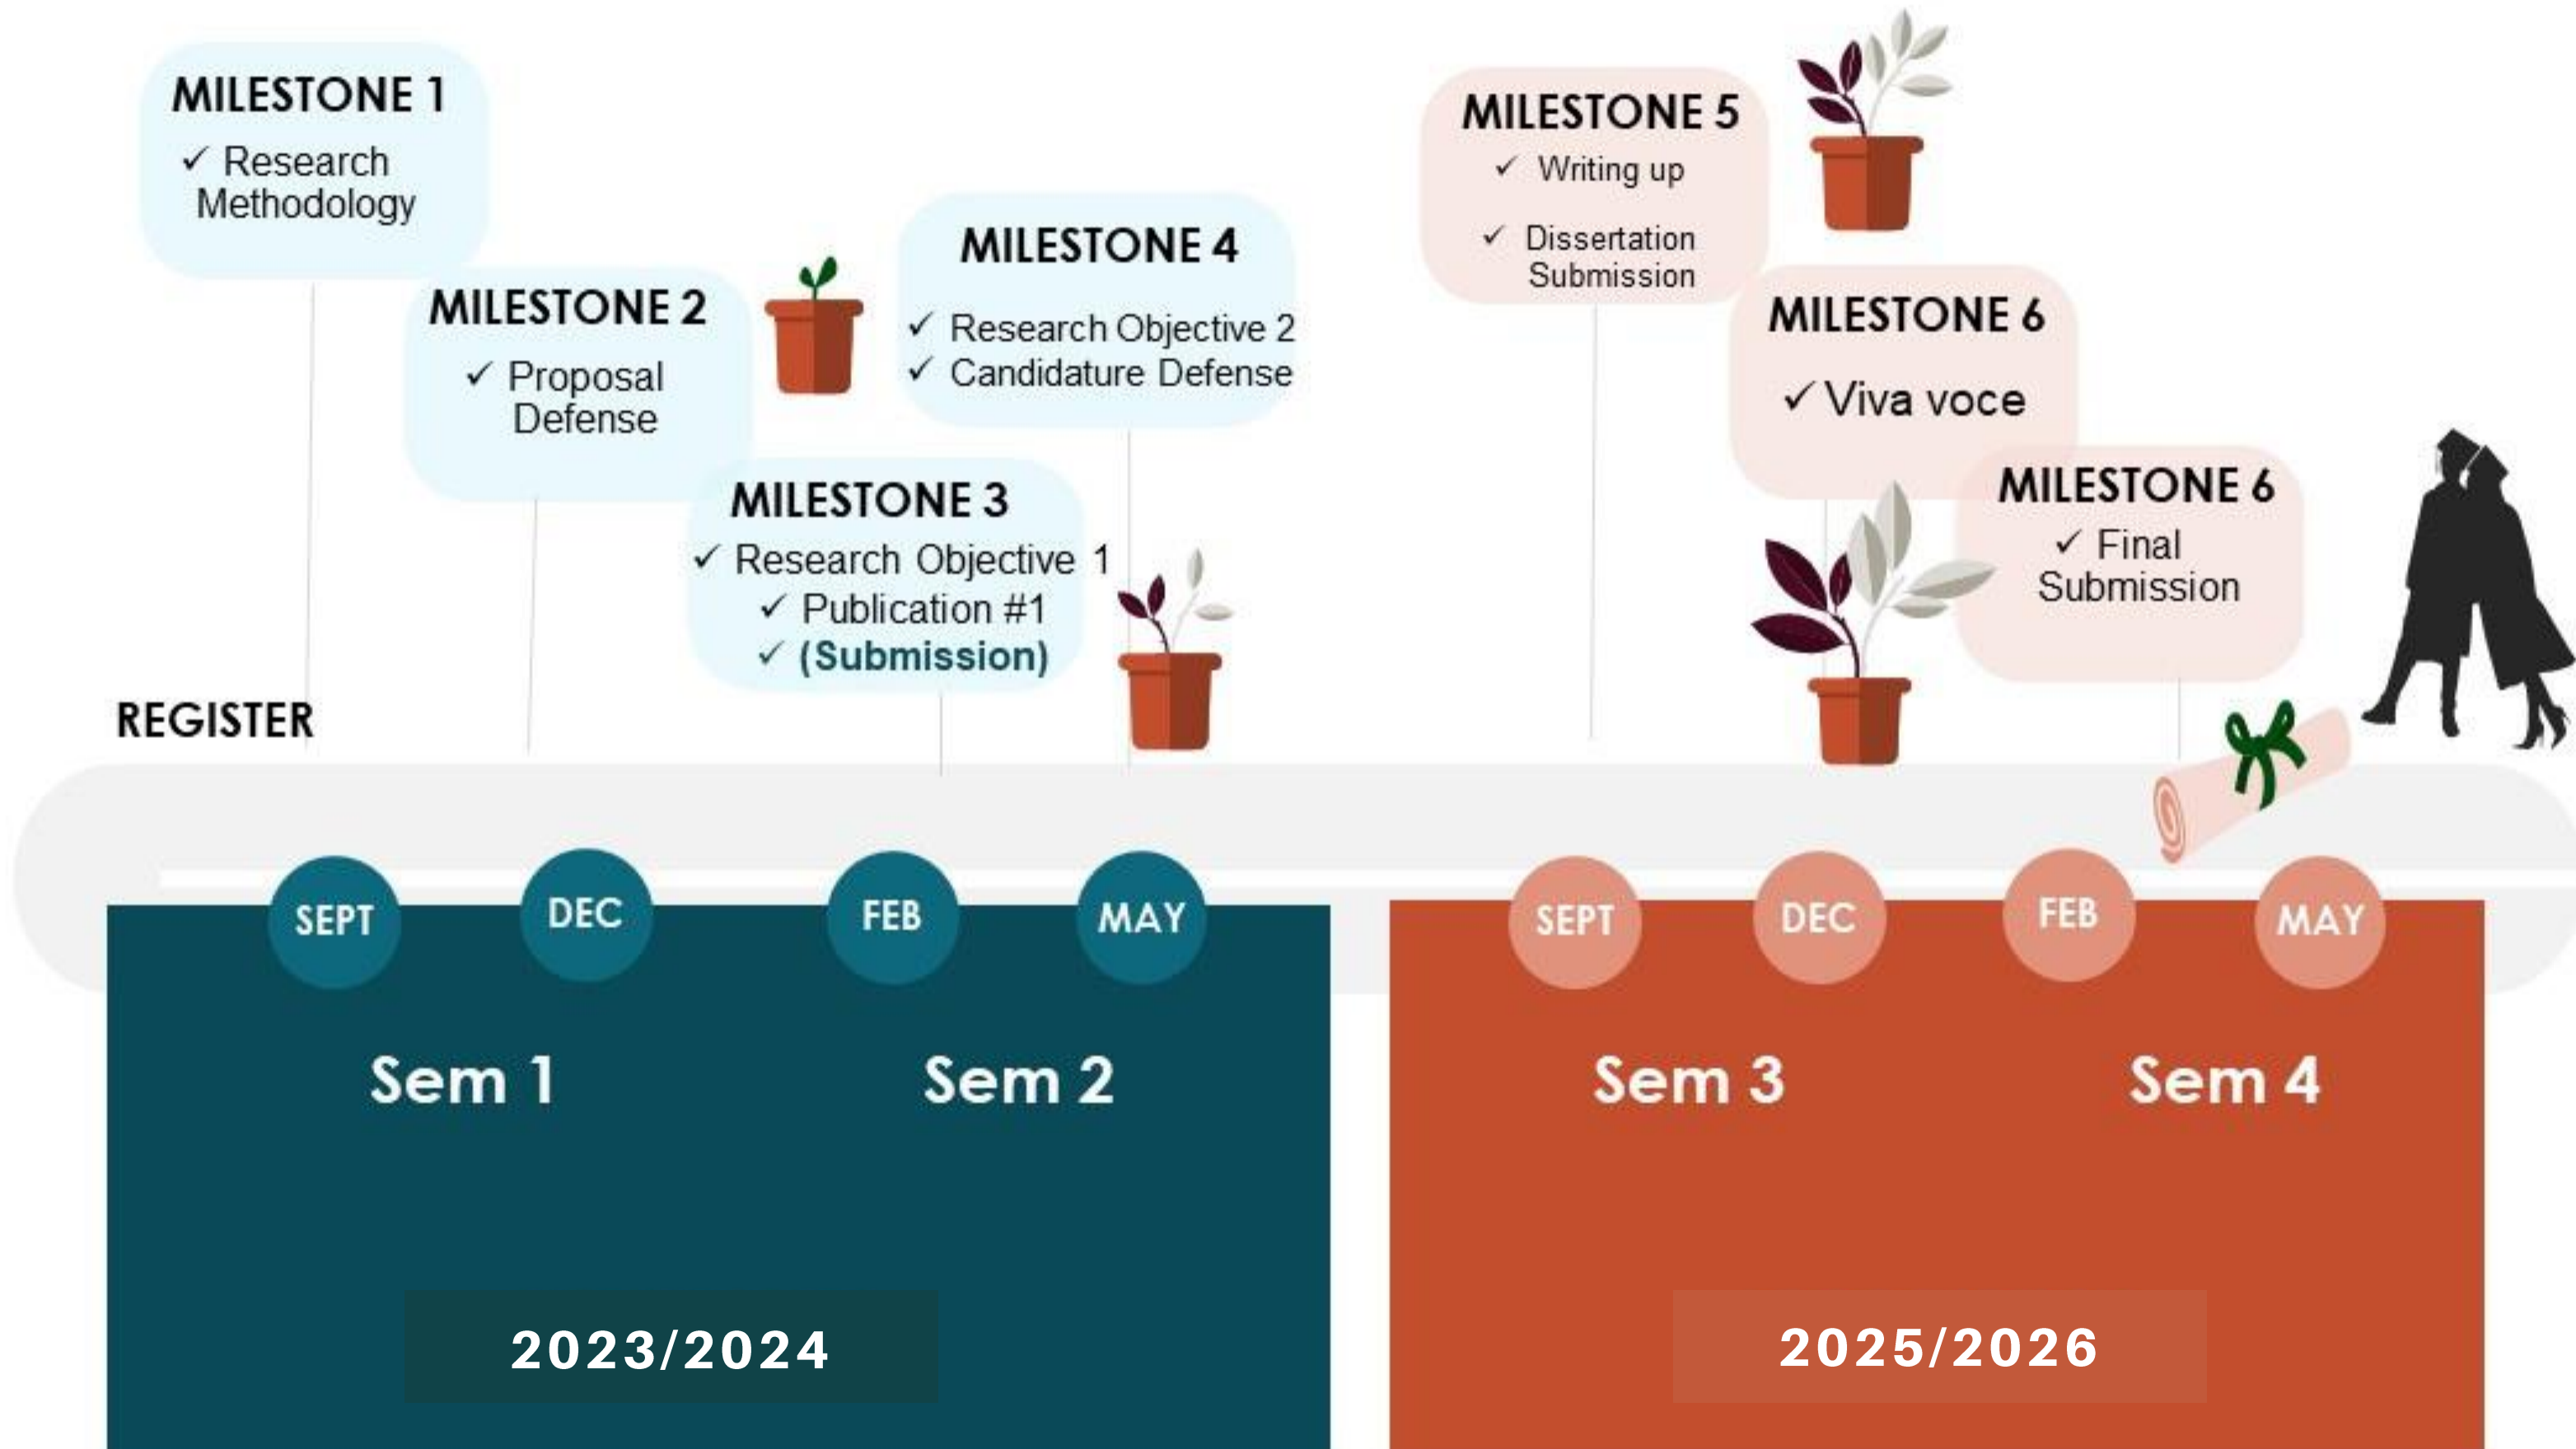 MILESTONE 1
✓ Research
Methodology
MILESTONE 2
✓ Proposal
Defense
MILESTONE 3
✓ Research Objective 1
✓ Publication #1
✓ (Submission)
MILESTONE 4
✓ Research Objective 2
✓ Candidature Defense
MILESTONE 5
✓ Writing up
✓ Dissertation
Submission
MILESTONE 6
✓ Viva voce
MILESTONE 6
✓ Final
Submission
REGISTER
SEPT
DEC
FEB
MAY
SEPT
DEC
FEB
MAY
Sem 1
Sem 2
Sem 3
Sem 4
2023/2024
2025/2026